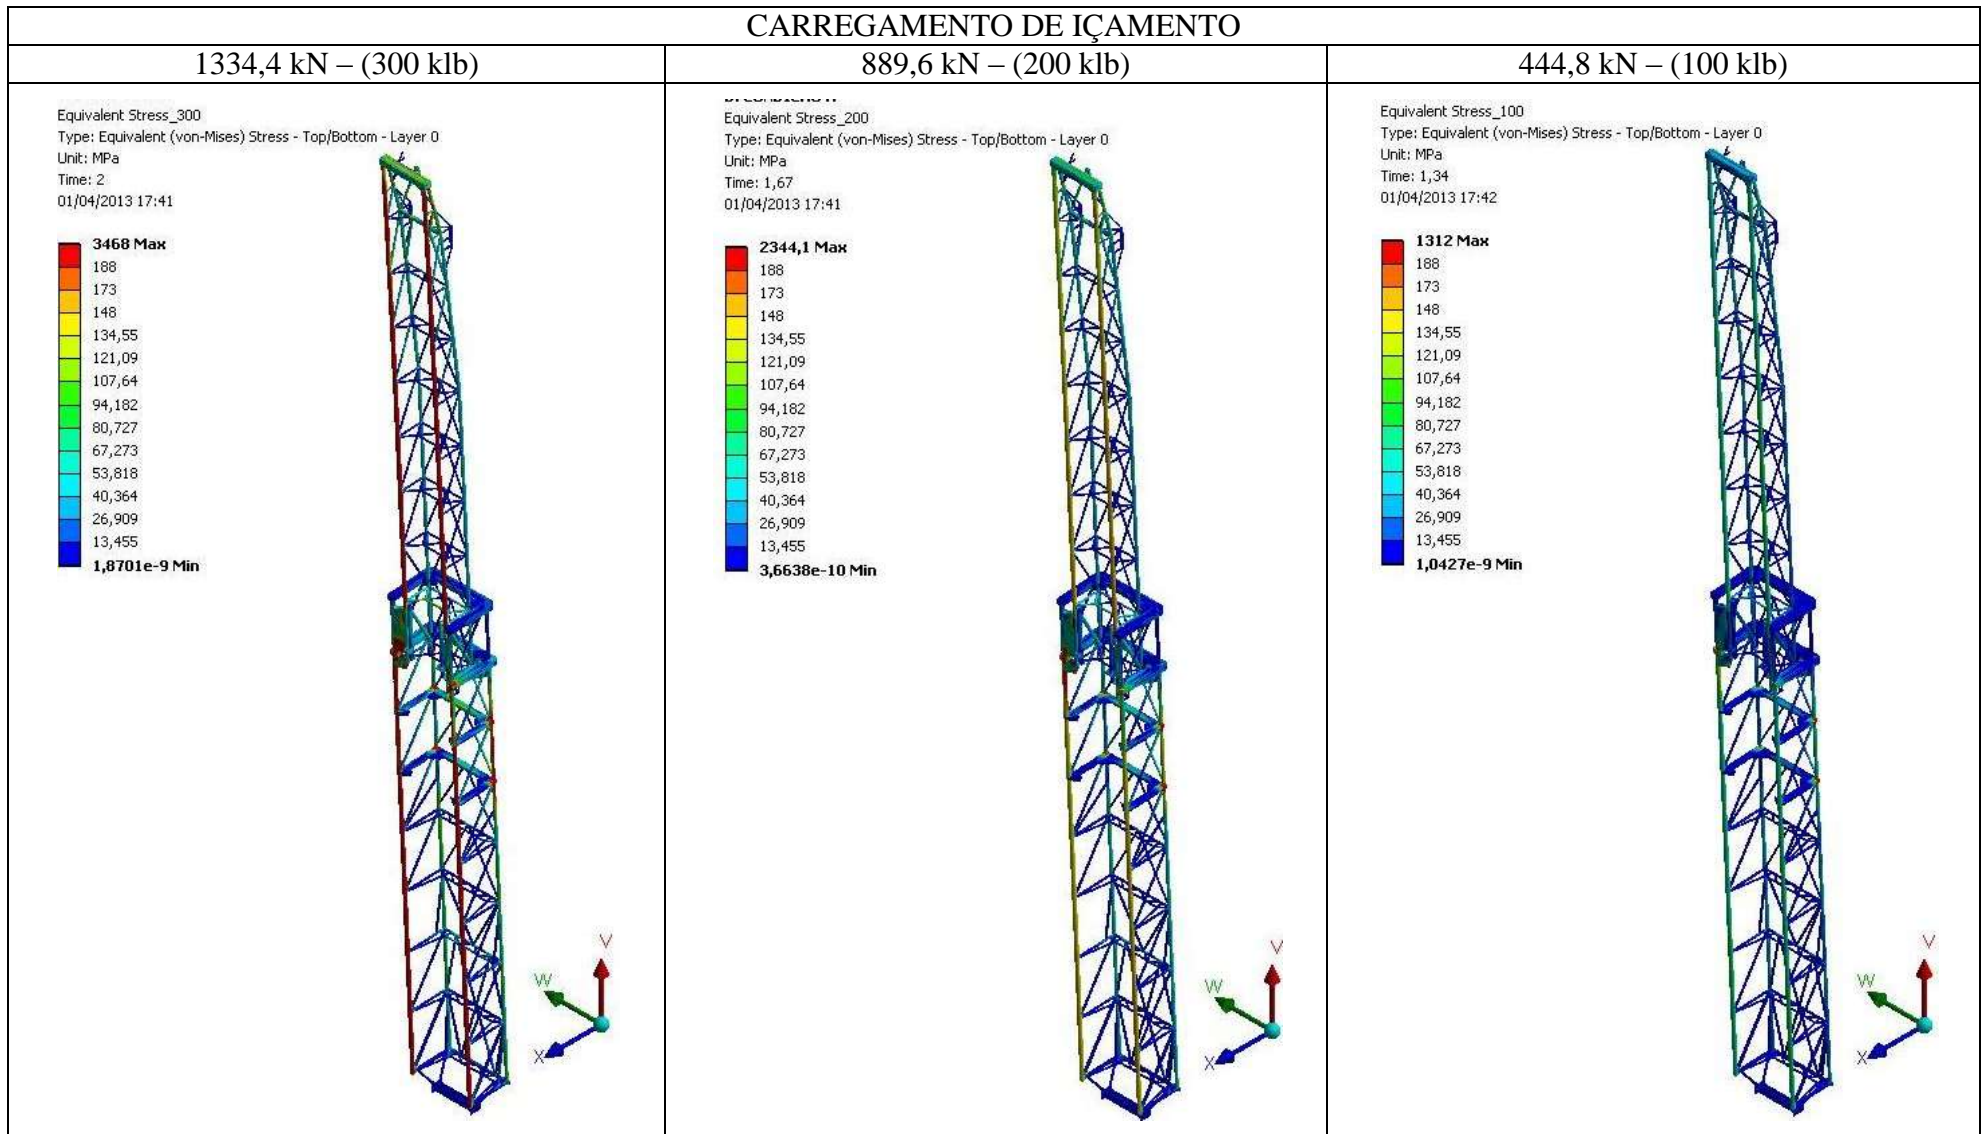 CARREGAMENTO DE IÇAMENTO
1334,4 kN – (300 klb)
889,6 kN – (200 klb)
444,8 kN – (100 klb)
Equivalent Stress_300
Type: Equivalent (von-Mises) Stress - Top/Bottom - Layer 0
Unit: MPa
Time: 2
01/04/2013 17:41
3468 Max
188
173
148
134,55
121,09
107,64
94,182
80,727
67,273
53,818
40,364
26,909
13,455
1,8701e-9 Min
V
W
X
Equivalent Stress_200
Type: Equivalent (von-Mises) Stress - Top/Bottom - Layer 0
Unit: MPa
Time: 1,67
01/04/2013 17:41
2344,1 Max
188
173
148
134,55
121,09
107,64
94,182
80,727
67,273
53,818
40,364
26,909
13,455
3,6638e-10 Min
V
W
X
Equivalent Stress_100
Type: Equivalent (von-Mises) Stress - Top/Bottom - Layer 0
Unit: MPa
Time: 1,34
01/04/2013 17:42
1312 Max
188
173
148
134,55
121,09
107,64
94,182
80,727
67,273
53,818
40,364
26,909
13,455
1,0427e-9 Min
V
W
X